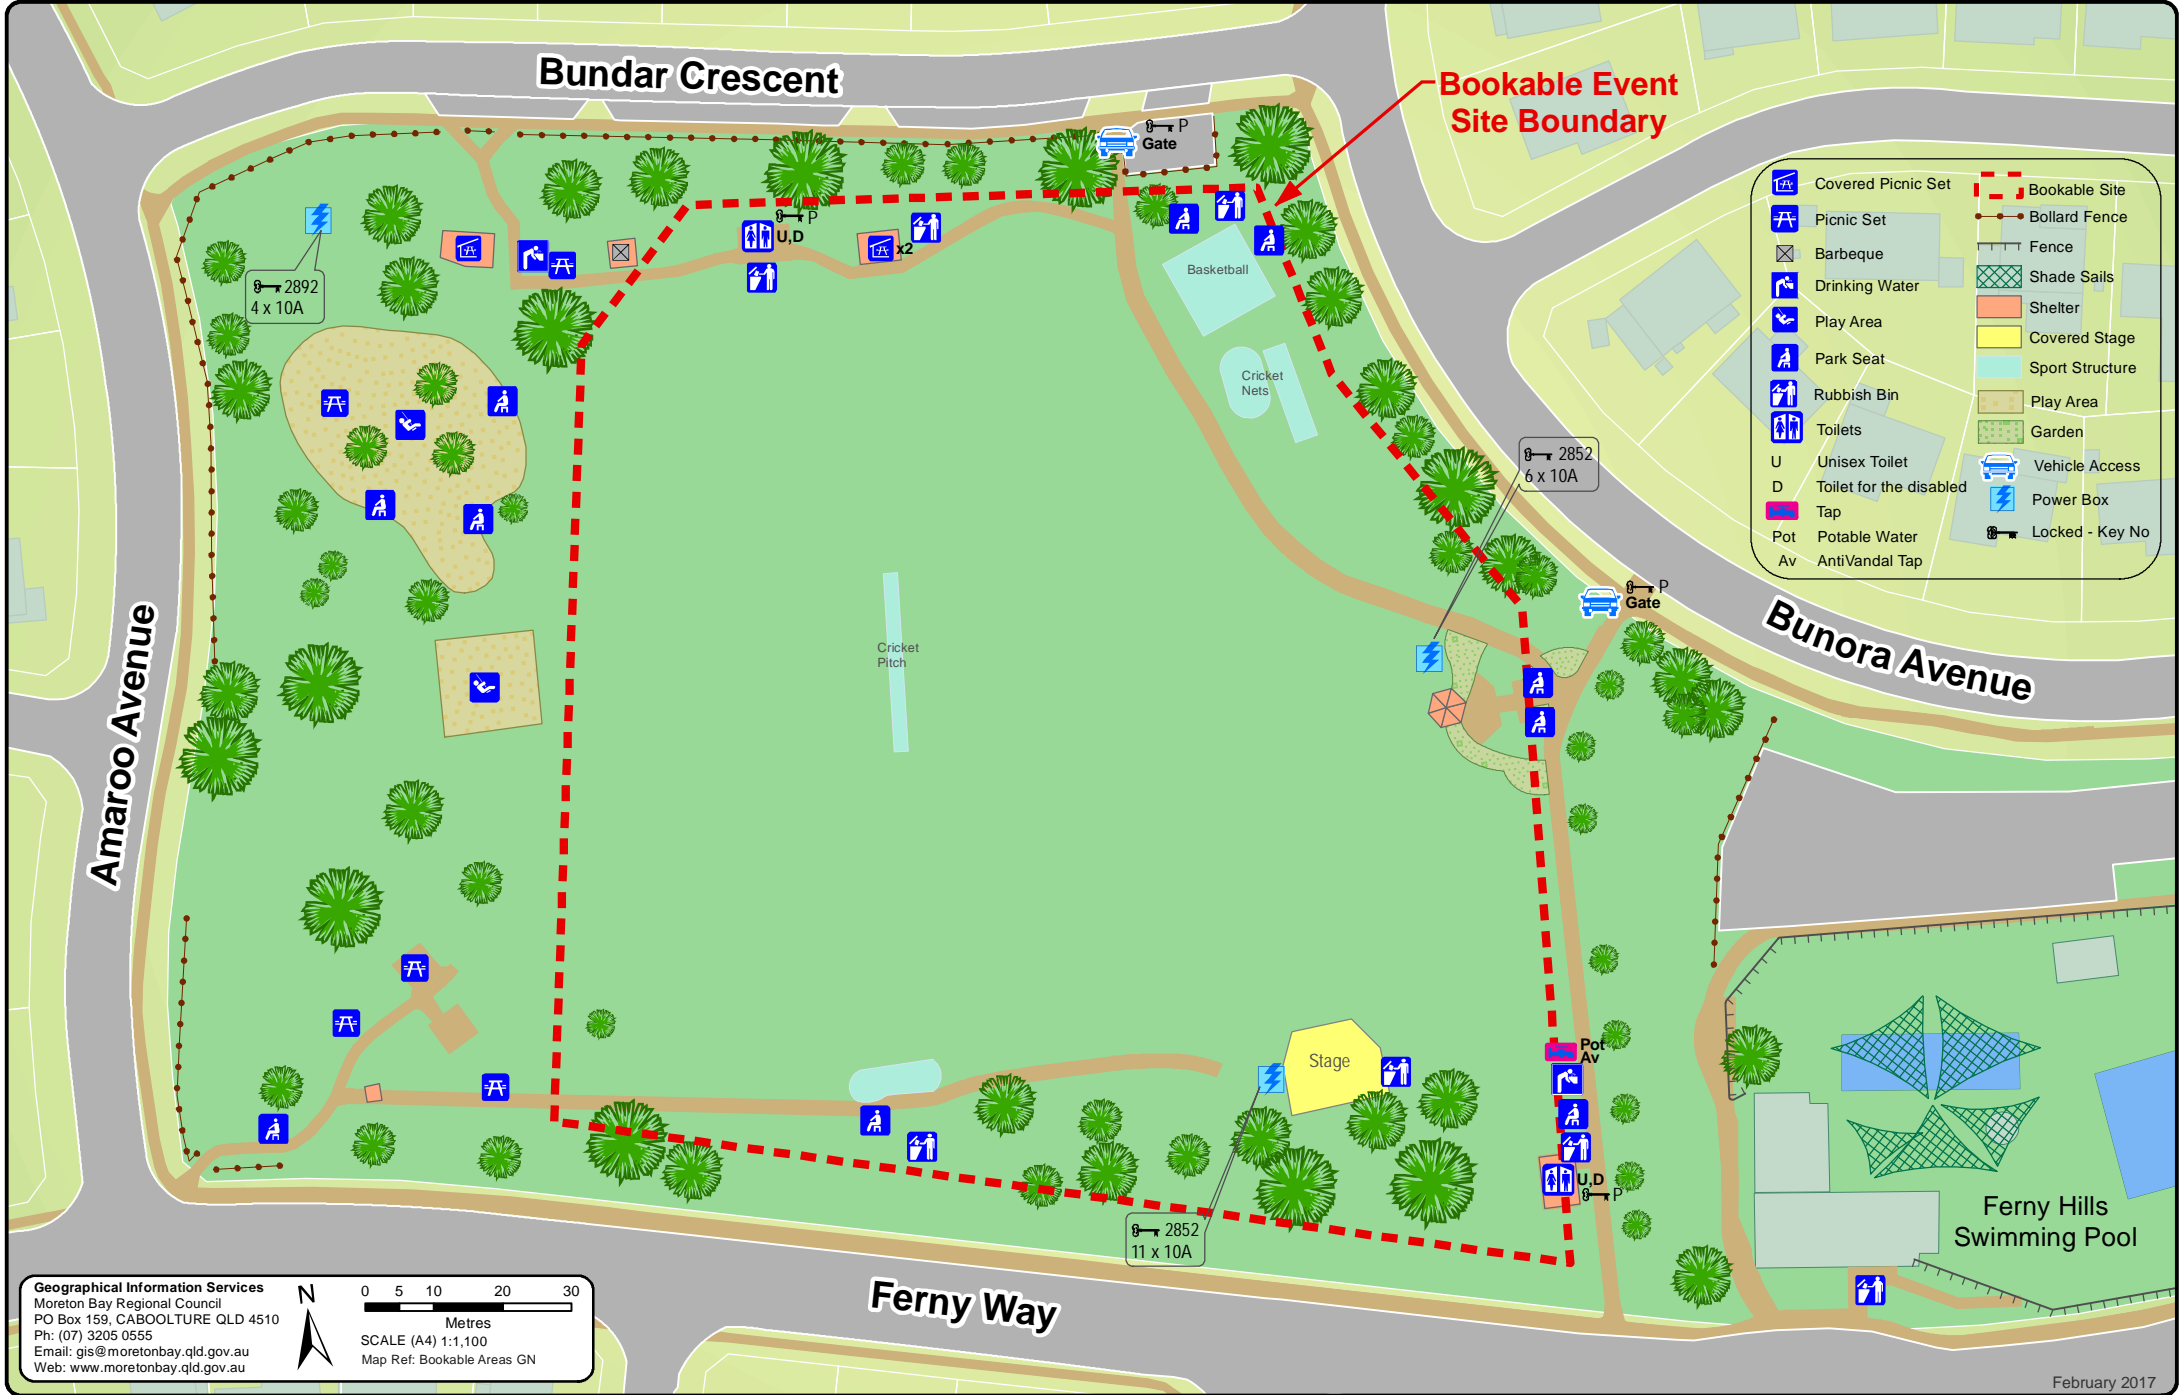 Bundar Crescent
Bookable Event
Site Boundary
P
Gate
P
U,D
x2
2892
4 x 10A
Basketball
Cricket
Nets
2852
6 x 10A
Cricket
Pitch
P
Gate
Bunora Avenue
Amaroo Avenue
Covered Picnic Set
Picnic Set
Barbeque
Drinking Water
Play Area
Park Seat
Rubbish Bin
Toilets
U Unisex Toilet
D Toilet for the disabled
Tap
Pot Potable Water
Av AntiVandal Tap
Bookable Site
Bollard Fence
Fence
Shade Sails
Shelter
Covered Stage
Sport Structure
Play Area
Garden
Vehicle Access
Power Box
Locked - Key No
Stage
Pot
Av
U,D
P
2852
11 x 10A
Ferny Hills
Swimming Pool
Ferny Way
Geographical Information Services
Moreton Bay Regional Council
PO Box 159, CABOOLTURE QLD 4510
Ph: (07) 3205 0555
Email: gis@moretonbay.qld.gov.au
Web: www.moretonbay.qld.gov.au
N
0 5 10 20 30
Metres
SCALE (A4) 1:1,100
Map Ref: Bookable Areas GN
February 2017